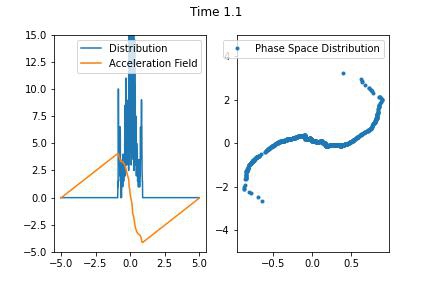 Time 1.1
Distribution
Acceleration Field
15.0
12.5
10.0
7.5
5.0
2.5
0.0
−2.5
−5.0
−5.0 −2.5 0.0 2.5 5.0
Phase Space Distribution
4
2
0
−2
−4
−0.5 0.0 0.5